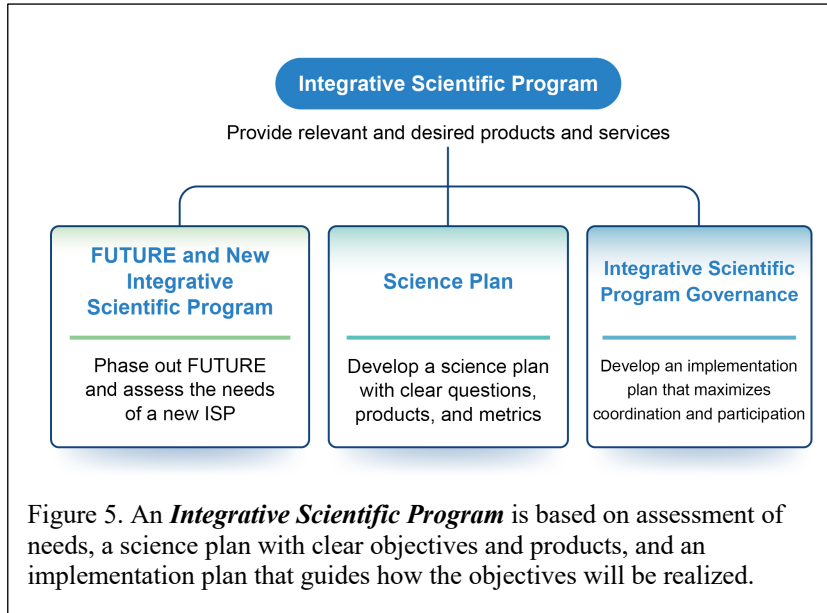 Integrative Scientific Program
Provide relevant and desired products and services
FUTURE and New
Integrative
Scientific Program
Phase out FUTURE
and assess the needs
of a new ISP
Science Plan
Develop a science plan
with clear questions,
products, and metrics
Integrative Scientific
Program Governance
Develop an implementation
plan that maximizes
coordination and participation
Figure 5. An Integrative Scientific Program is based on assessment of
needs, a science plan with clear objectives and products, and an
implementation plan that guides how the objectives will be realized.